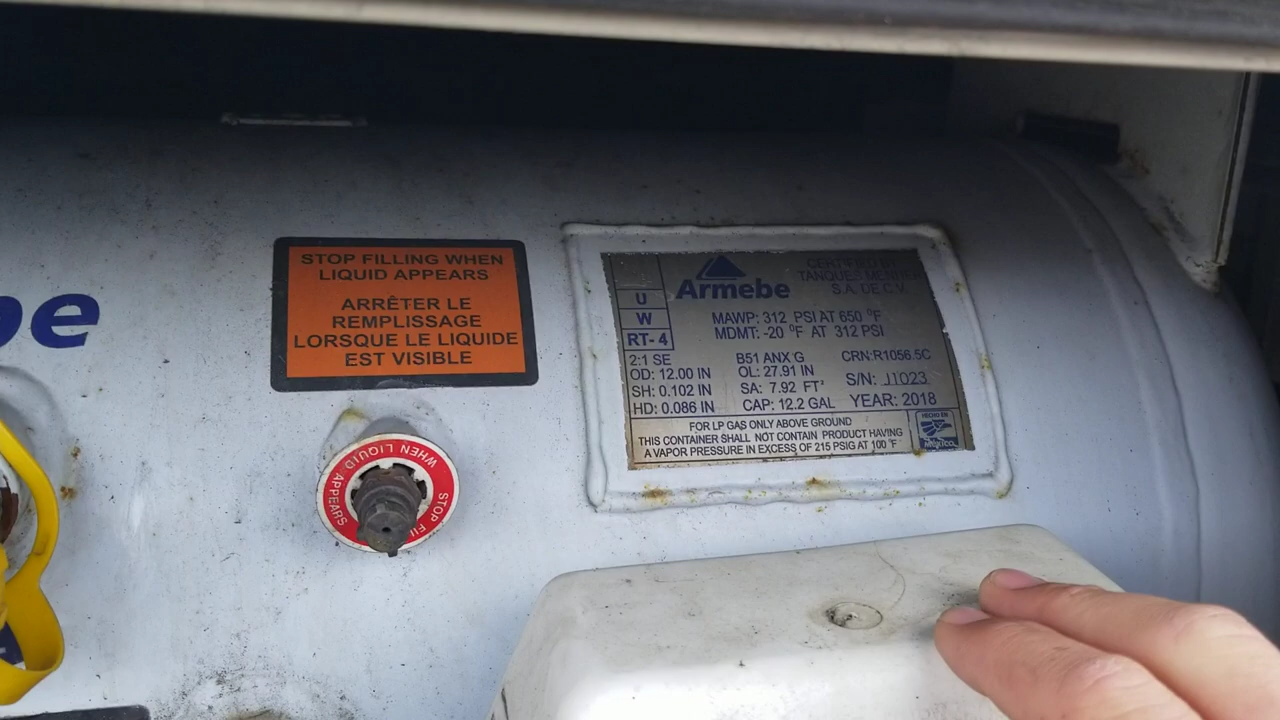 be
STOP FILLING WHEN
LIQUID APPEARS
ARRÊTER LE
REMPLISSAGE
LORSQUE LE LIQUIDE
EST VISIBLE
STOP FIL
WHEN LIQUID
APPEARS
U
W
RT-4
Armebe
CERTIFIED BY
TANQUES MENHER
S.A. DE C.V.
MAWP: 312 PSI AT 650 °F
MDMT: -20 °F AT 312 PSI
2:1 SE
B51 ANX G
CRN:R1056.5C
OD: 12.00 IN
OL: 27.91 IN
SH: 0.102 IN
SA: 7.92 FT²
S/N: J1023
HD: 0.086 IN
CAP: 12.2 GAL
YEAR: 2018
FOR LP GAS ONLY ABOVE GROUND
THIS CONTAINER SHALL NOT CONTAIN PRODUCT HAVING
A VAPOR PRESSURE IN EXCESS OF 215 PSIG AT 100 °F
HECHO EN
México